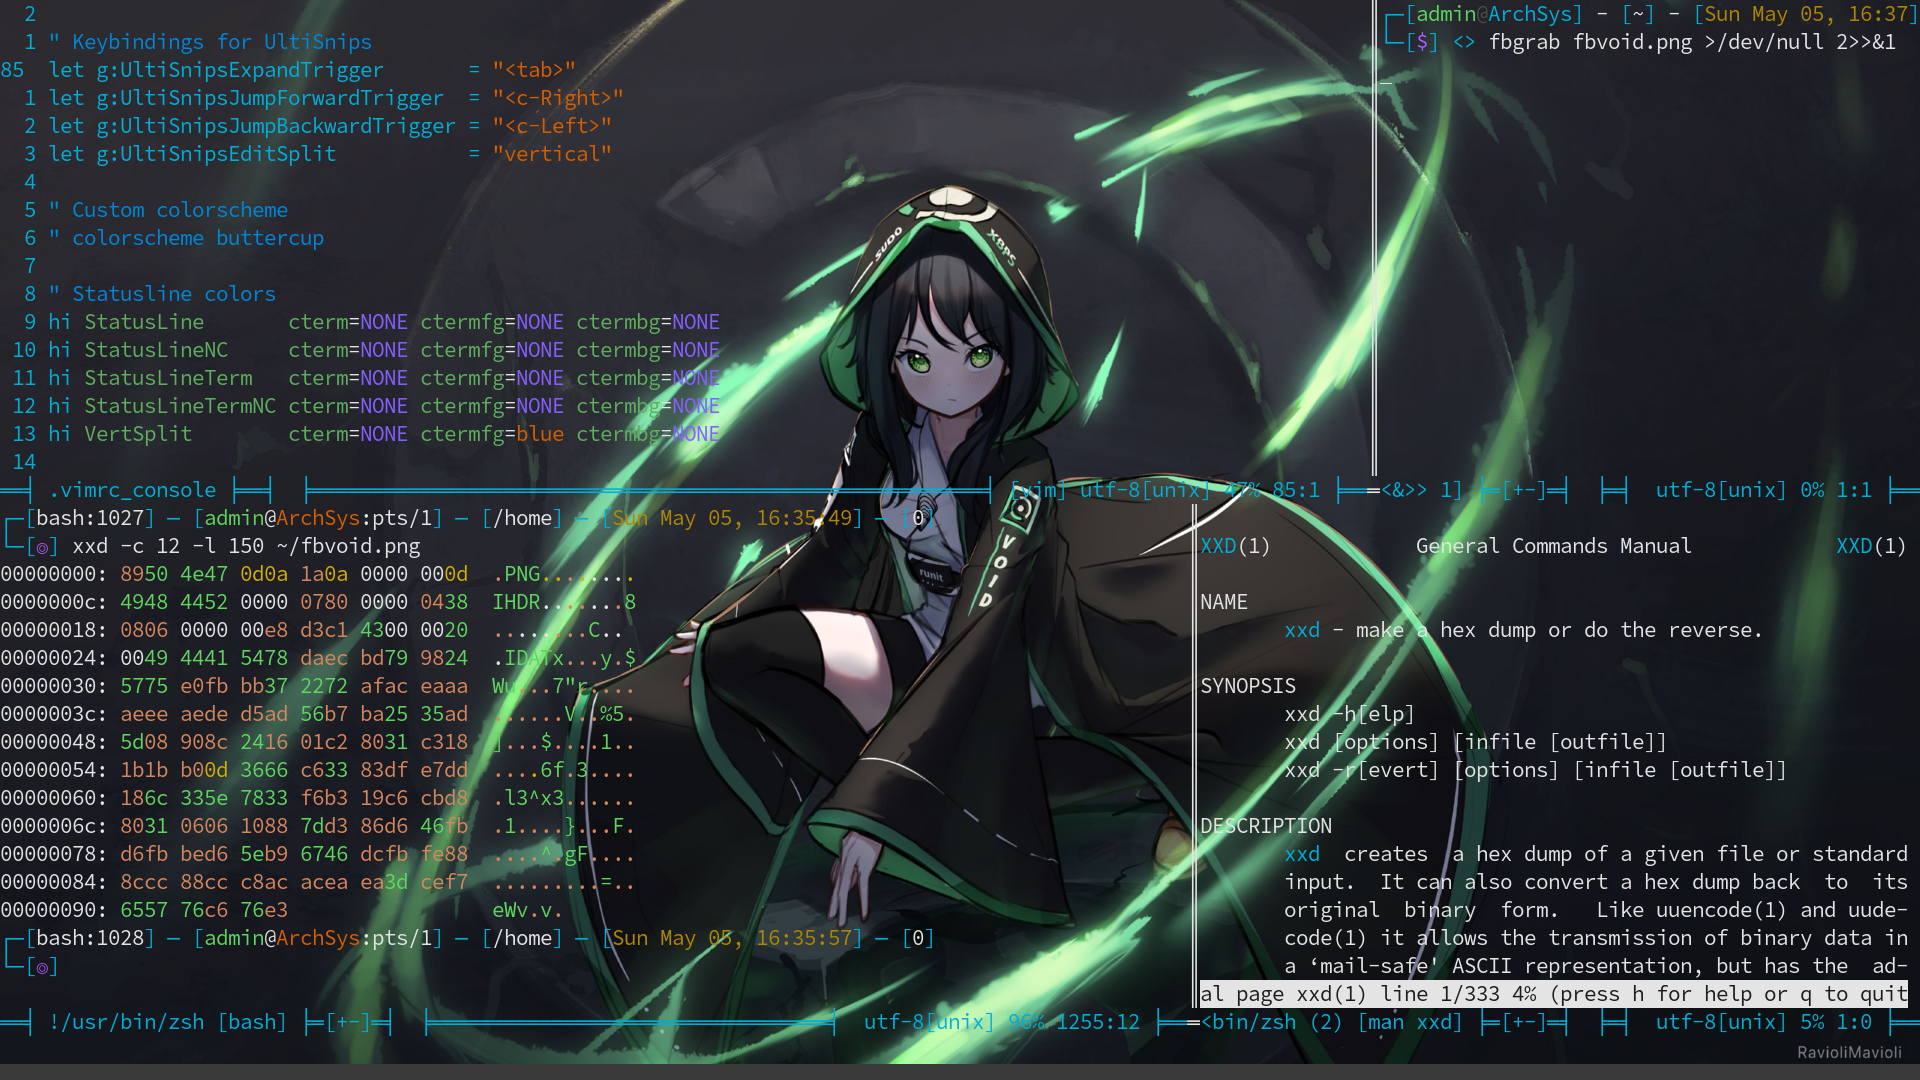 2
1 " Keybindings for UltiSnips
85 let g:UltiSnipsExpandTrigger = "<tab>"
1 let g:UltiSnipsJumpForwardTrigger = "<c-Right>"
2 let g:UltiSnipsJumpBackwardTrigger = "<c-Left>"
3 let g:UltiSnipsEditSplit = "vertical"
4
5 " Custom colorscheme
6 " colorscheme buttercup
7
8 " Statusline colors
9 hi StatusLine cterm=NONE ctermfg=NONE ctermbg=NONE
10 hi StatusLineNC cterm=NONE ctermfg=NONE ctermbg=NONE
11 hi StatusLineTerm cterm=NONE ctermfg=NONE ctermbg=NONE
12 hi StatusLineTermNC cterm=NONE ctermfg=NONE ctermbg=NONE
13 hi VertSplit cterm=NONE ctermfg=blue ctermbg=NONE
14
══╡ .vimrc_console ╞══╡ ╞══╡ [vim] utf-8[unix] 47% 85:1 ╞══
┌─[admin@ArchSys] - [~] - [Sun May 05, 16:37]
└─[$] <> fbgrab fbvoid.png >/dev/null 2>>&1
_
═<&>> 1] ╞═[+-]═╡ ╞═╡ utf-8[unix] 0% 1:1 ╞══
SUDO
XBPS
VOID
runit
┌─[bash:1027] — [admin@ArchSys:pts/1] — [/home] — [Sun May 05, 16:35:49] — [0]
└─[◎] xxd -c 12 -l 150 ~/fbvoid.png
00000000: 8950 4e47 0d0a 1a0a 0000 000d .PNG........
0000000c: 4948 4452 0000 0780 0000 0438 IHDR.......8
00000018: 0806 0000 00e8 d3c1 4300 0020 ........C.. 
00000024: 0049 4441 5478 daec bd79 9824 .IDATx...y.$
00000030: 5775 e0fb bb37 2272 afac eaaa Wu...7"r....
0000003c: aeee aede d5ad 56b7 ba25 35ad ......V..%5.
00000048: 5d08 908c 2416 01c2 8031 c318 ]...$....1..
00000054: 1b1b b00d 3666 c633 83df e7dd ....6f.3....
00000060: 186c 335e 7833 f6b3 19c6 cbd8 .l3^x3......
0000006c: 8031 0606 1088 7dd3 86d6 46fb .1....}...F.
00000078: d6fb bed6 5eb9 6746 dcfb fe88 ....^.gF....
00000084: 8ccc 88cc c8ac acea ea3d cef7 .........=..
00000090: 6557 76c6 76e3 eWv.v.
┌─[bash:1028] — [admin@ArchSys:pts/1] — [/home] — [Sun May 05, 16:35:57] — [0]
└─[◎]
══╡ !/usr/bin/zsh [bash] ╞═[+-]═╡ ╞══╡ utf-8[unix] 96% 1255:12 ╞══
XXD(1) General Commands Manual XXD(1)
NAME
xxd - make a hex dump or do the reverse.
SYNOPSIS
xxd -h[elp]
xxd [options] [infile [outfile]]
xxd -r[evert] [options] [infile [outfile]]
DESCRIPTION
xxd creates a hex dump of a given file or standard
input. It can also convert a hex dump back to its
original binary form. Like uuencode(1) and uude-
code(1) it allows the transmission of binary data in
a ‘mail-safe' ASCII representation, but has the ad-
al page xxd(1) line 1/333 4% (press h for help or q to quit
═<bin/zsh (2) [man xxd] ╞═[+-]═╡ ╞═╡ utf-8[unix] 5% 1:0 ╞══
RavioliMavioli